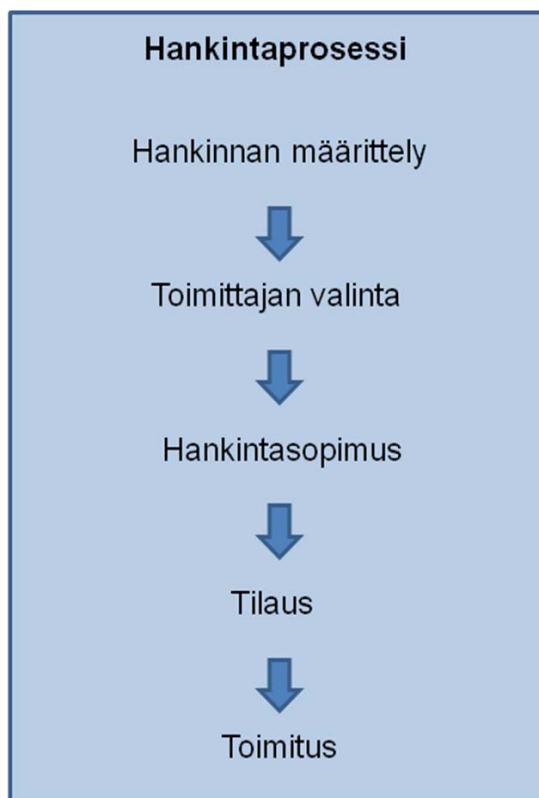 Hankintaprosessi
Hankinnan määrittely
Toimittajan valinta
Hankintasopimus
Tilaus
Toimitus